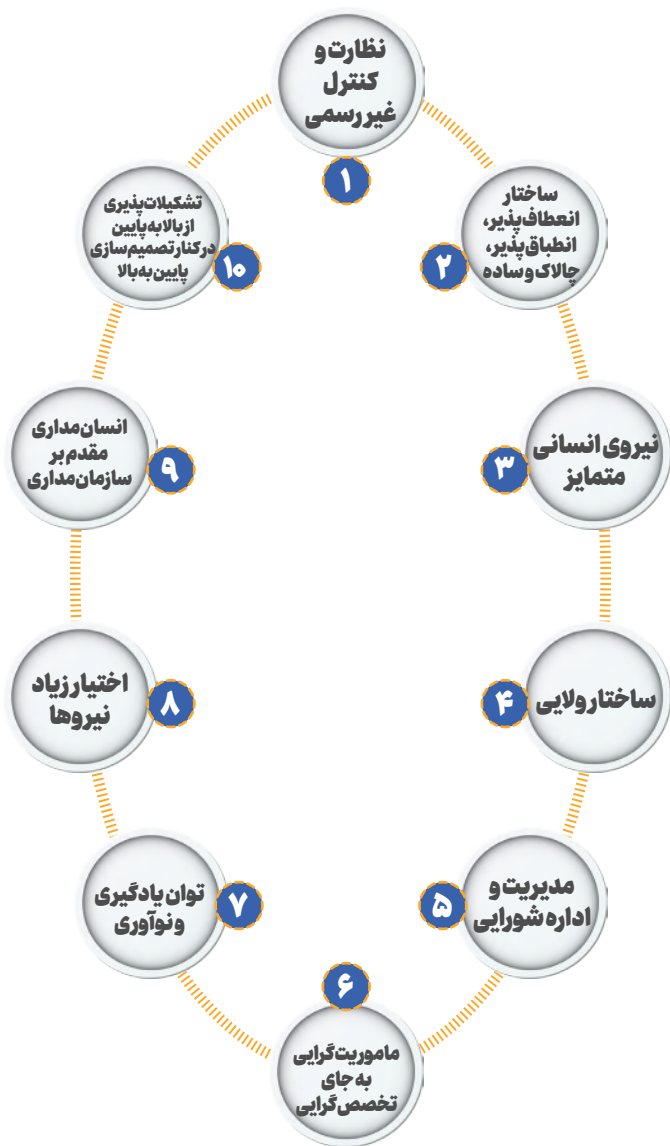 نظارت و
کنترل
غیر رسمی
۱
ساختار
انعطاف‌پذیر،
انطباق‌پذیر،
چالاک و ساده
۲
نیروی انسانی
متمایز
۳
ساختار ولایی
۴
مدیریت و
اداره شورایی
۵
ماموریت‌گرایی
به جای
تخصص‌گرایی
۶
توان یادگیری
و نوآوری
۷
اختیار زیاد
نیروها
۸
انسان‌مداری
مقدم بر
سازمان‌مداری
۹
تشکیلات‌پذیری
از بالا به پایین
در کنار تصمیم‌سازی
پایین به بالا
۱۰